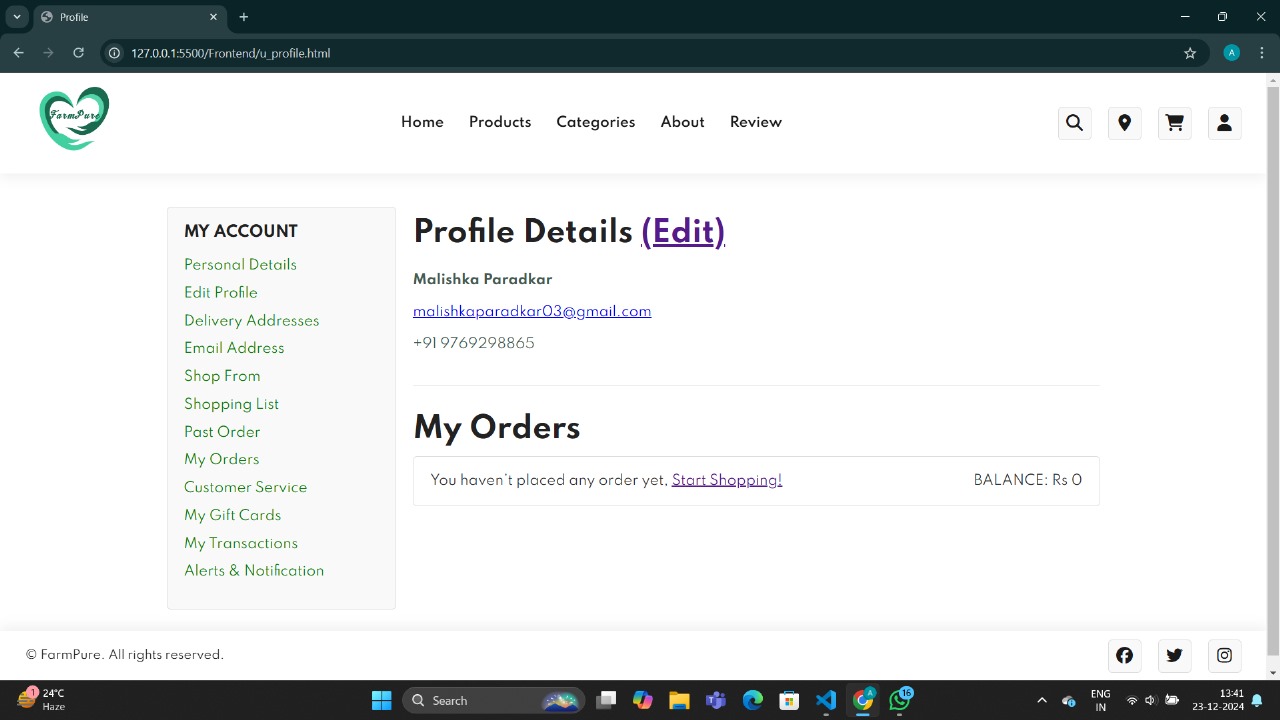 Profile
127.0.0.1:5500/Frontend/u_profile.html
A
FarmPure
Home Products Categories About Review
MY ACCOUNT
Personal Details
Edit Profile
Delivery Addresses
Email Address
Shop From
Shopping List
Past Order
My Orders
Customer Service
My Gift Cards
My Transactions
Alerts & Notification
Profile Details (Edit)
Malishka Paradkar
malishkaparadkar03@gmail.com
+91 9769298865
My Orders
You haven't placed any order yet, Start Shopping! BALANCE: Rs 0
© FarmPure. All rights reserved.
1
24°C
Haze
Search
A
16
ENG
IN
13:41
23-12-2024